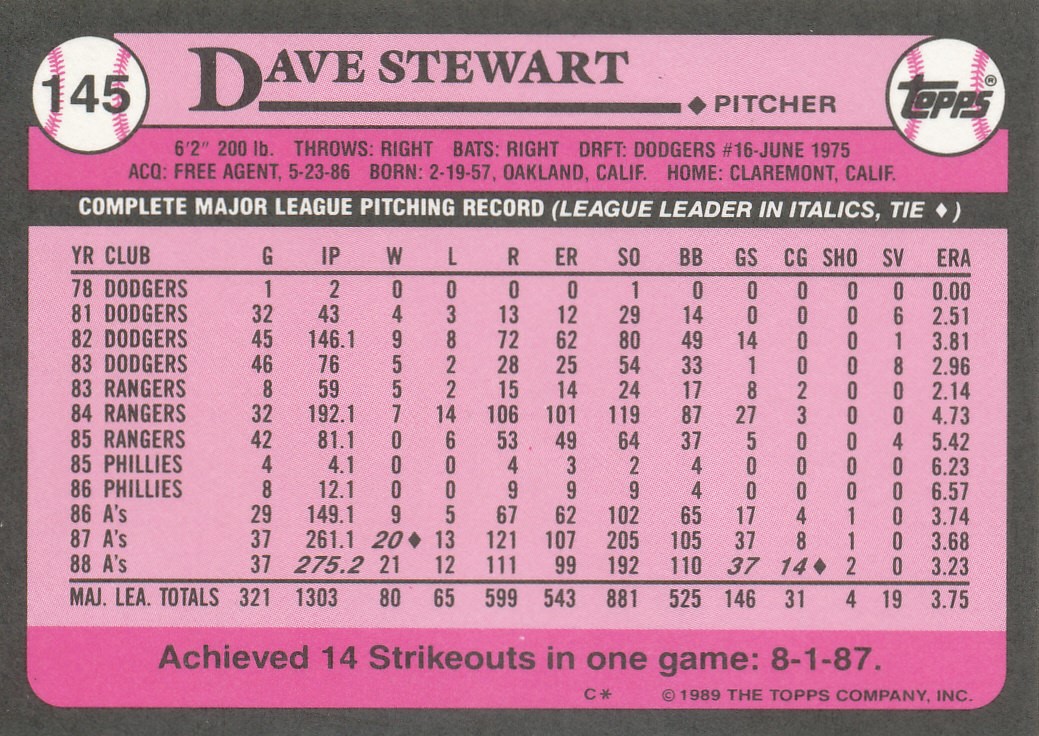 145
DAVE STEWART
◆ PITCHER
TOPPS®
6'2" 200 lb. THROWS: RIGHT BATS: RIGHT DRFT: DODGERS #16-JUNE 1975
ACQ: FREE AGENT, 5-23-86 BORN: 2-19-57, OAKLAND, CALIF. HOME: CLAREMONT, CALIF.
COMPLETE MAJOR LEAGUE PITCHING RECORD (LEAGUE LEADER IN ITALICS, TIE ♦)
YR CLUB G IP W L R ER SO BB GS CG SHO SV ERA
78 DODGERS 1 2 0 0 0 0 1 0 0 0 0 0 0.00
81 DODGERS 32 43 4 3 13 12 29 14 0 0 0 6 2.51
82 DODGERS 45 146.1 9 8 72 62 80 49 14 0 0 1 3.81
83 DODGERS 46 76 5 2 28 25 54 33 1 0 0 8 2.96
83 RANGERS 8 59 5 2 15 14 24 17 8 2 0 0 2.14
84 RANGERS 32 192.1 7 14 106 101 119 87 27 3 0 0 4.73
85 RANGERS 42 81.1 0 6 53 49 64 37 5 0 0 4 5.42
85 PHILLIES 4 4.1 0 0 4 3 2 4 0 0 0 0 6.23
86 PHILLIES 8 12.1 0 0 9 9 9 4 0 0 0 0 6.57
86 A's 29 149.1 9 5 67 62 102 65 17 4 1 0 3.74
87 A's 37 261.1 20♦ 13 121 107 205 105 37 8 1 0 3.68
88 A's 37 275.2 21 12 111 99 192 110 37 14♦ 2 0 3.23
MAJ. LEA. TOTALS 321 1303 80 65 599 543 881 525 146 31 4 19 3.75
Achieved 14 Strikeouts in one game: 8-1-87.
C* © 1989 THE TOPPS COMPANY, INC.